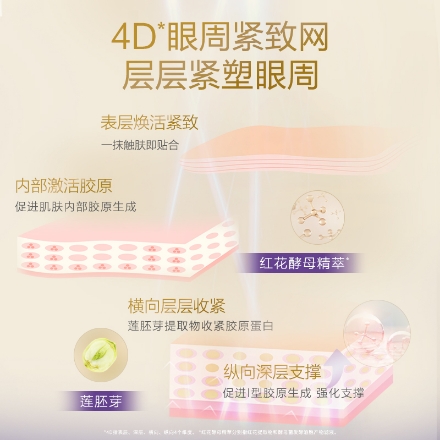 4D*眼周紧致网
层层紧塑眼周
表层焕活紧致
一抹触肤即贴合
内部激活胶原
促进肌肤内部胶原生成
红花酵母精萃*
横向层层收紧
莲胚芽提取物收紧胶原蛋白
莲胚芽
纵向深层支撑
促进I型胶原生成 强化支撑